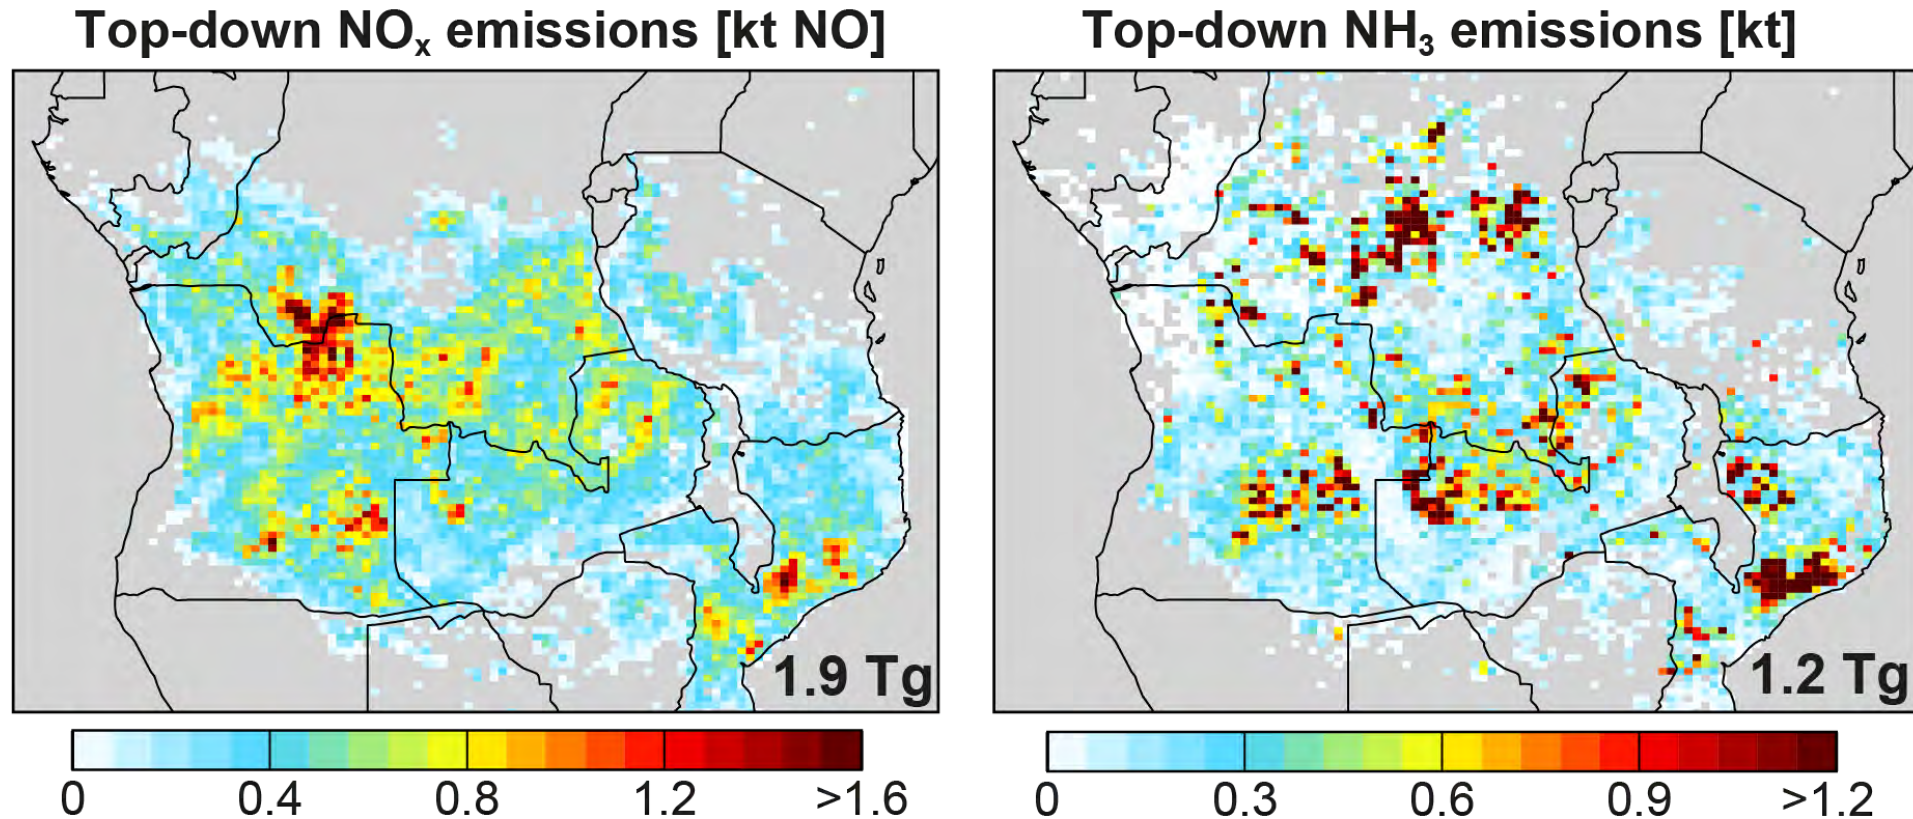 Top-down NOₓ emissions [kt NO]
Top-down NH₃ emissions [kt]
1.9 Tg
1.2 Tg
0 0.4 0.8 1.2 >1.6
0 0.3 0.6 0.9 >1.2